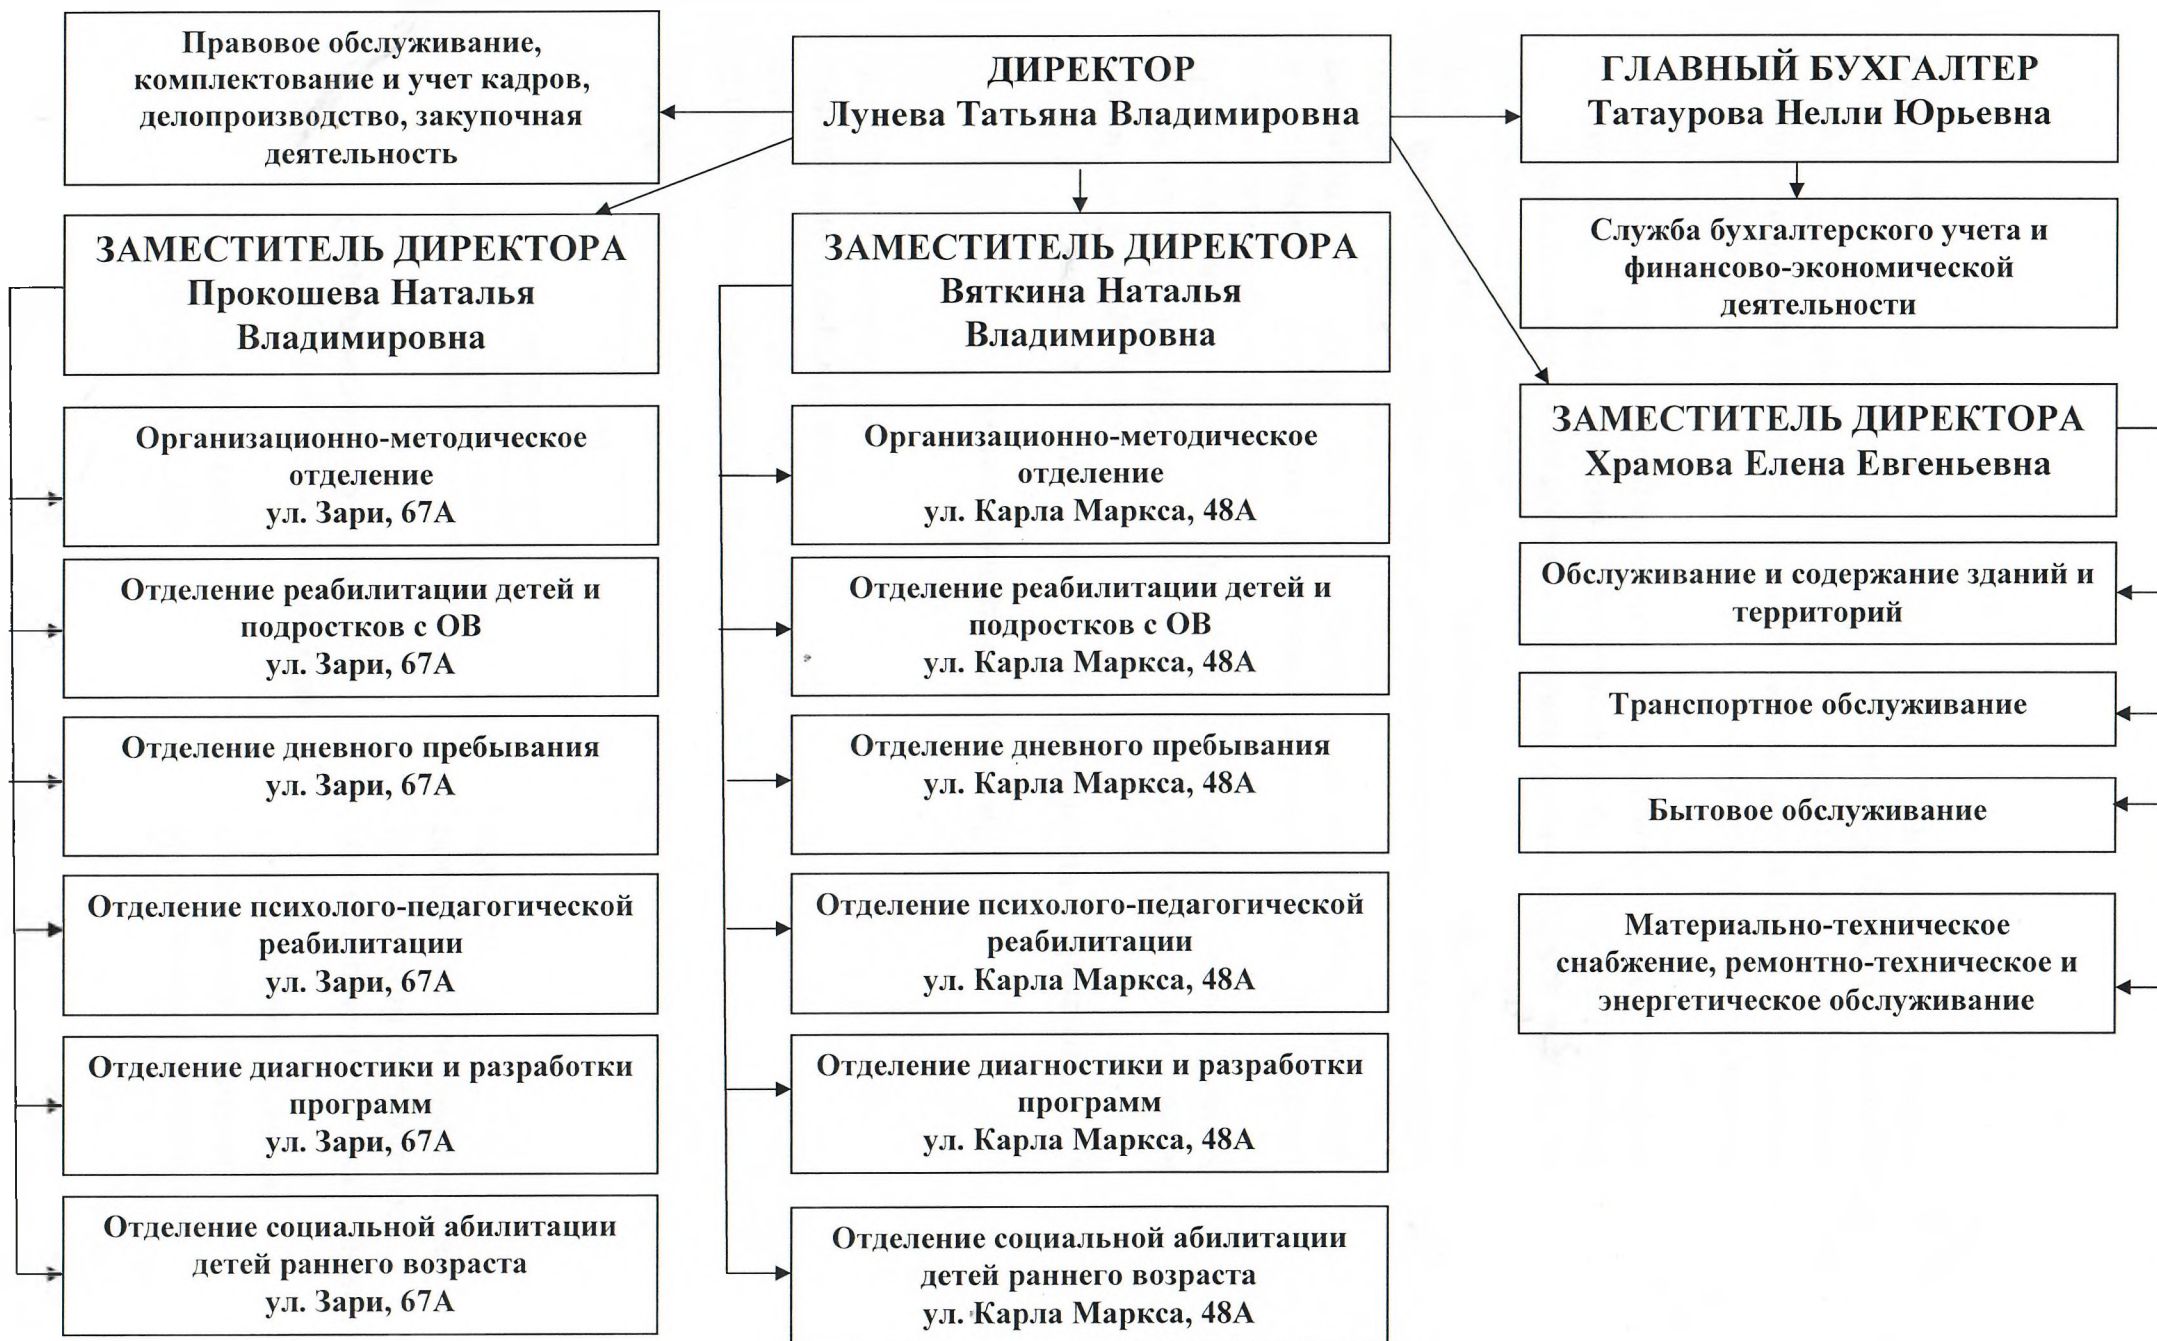 Правовое обслуживание,
комплектование и учет кадров,
делопроизводство, закупочная
деятельность
ДИРЕКТОР
Лунева Татьяна Владимировна
ГЛАВНЫЙ БУХГАЛТЕР
Татаурова Нелли Юрьевна
Служба бухгалтерского учета и
финансово-экономической
деятельности
ЗАМЕСТИТЕЛЬ ДИРЕКТОРА
Прокошева Наталья
Владимировна
Организационно-методическое
отделение
ул. Зари, 67А
Отделение реабилитации детей и
подростков с ОВ
ул. Зари, 67А
Отделение дневного пребывания
ул. Зари, 67А
Отделение психолого-педагогической
реабилитации
ул. Зари, 67А
Отделение диагностики и разработки
программ
ул. Зари, 67А
Отделение социальной абилитации
детей раннего возраста
ул. Зари, 67А
ЗАМЕСТИТЕЛЬ ДИРЕКТОРА
Вяткина Наталья
Владимировна
Организационно-методическое
отделение
ул. Карла Маркса, 48А
Отделение реабилитации детей и
подростков с ОВ
ул. Карла Маркса, 48А
Отделение дневного пребывания
ул. Карла Маркса, 48А
Отделение психолого-педагогической
реабилитации
ул. Карла Маркса, 48А
Отделение диагностики и разработки
программ
ул. Карла Маркса, 48А
Отделение социальной абилитации
детей раннего возраста
ул. Карла Маркса, 48А
ЗАМЕСТИТЕЛЬ ДИРЕКТОРА
Храмова Елена Евгеньевна
Обслуживание и содержание зданий и
территорий
Транспортное обслуживание
Бытовое обслуживание
Материально-техническое
снабжение, ремонтно-техническое и
энергетическое обслуживание